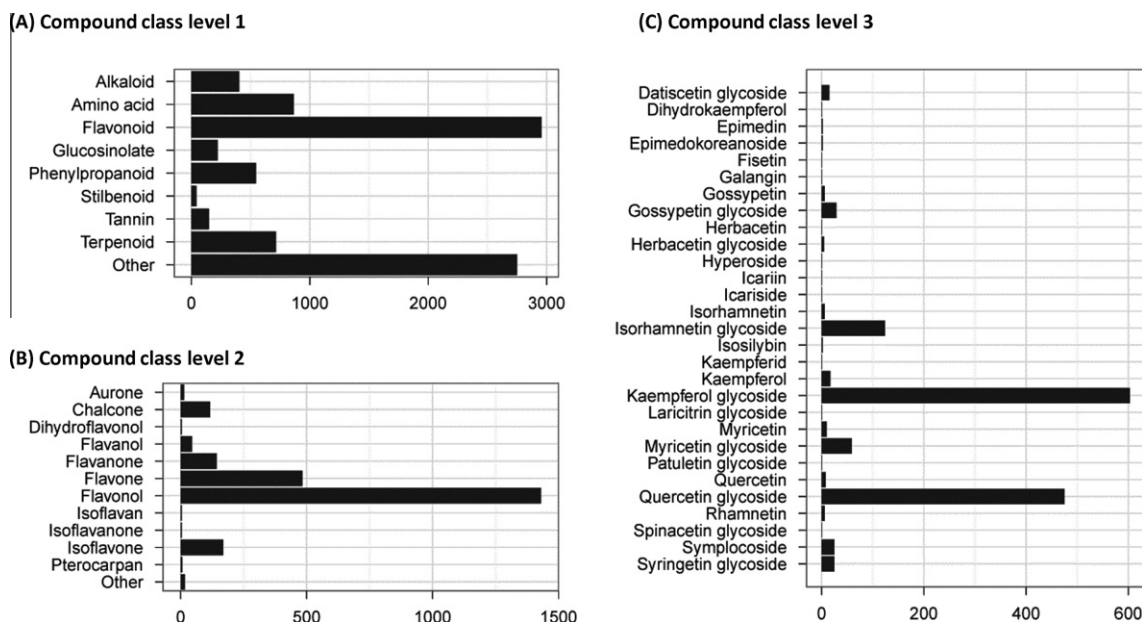 (A) Compound class level 1
Alkaloid
Amino acid
Flavonoid
Glucosinolate
Phenylpropanoid
Stilbenoid
Tannin
Terpenoid
Other
0 1000 2000 3000
(B) Compound class level 2
Aurone
Chalcone
Dihydroflavonol
Flavanol
Flavanone
Flavone
Flavonol
Isoflavan
Isoflavanone
Isoflavone
Pterocarpan
Other
0 500 1000 1500
(C) Compound class level 3
Datiscetin glycoside
Dihydrokaempferol
Epimedin
Epimedokoreanoside
Fisetin
Galangin
Gossypetin
Gossypetin glycoside
Herbacetin
Herbacetin glycoside
Hyperoside
Icariin
Icariside
Isorhamnetin
Isorhamnetin glycoside
Isosilybin
Kaempferid
Kaempferol
Kaempferol glycoside
Laricitrin glycoside
Myricetin
Myricetin glycoside
Patuletin glycoside
Quercetin
Quercetin glycoside
Rhamnetin
Spinacetin glycoside
Symplocoside
Syringetin glycoside
0 200 400 600